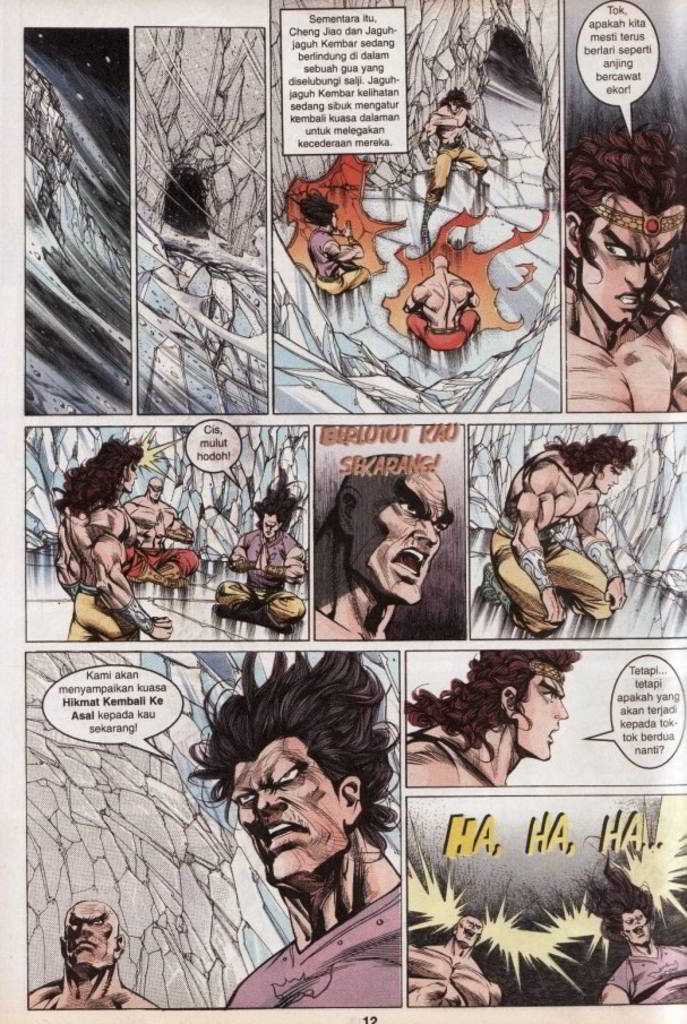 Sementara itu,
Cheng Jiao dan Jaguh-
jaguh Kembar sedang
berlindung di dalam
sebuah gua yang
diselubungi salji. Jaguh-
jaguh Kembar kelihatan
sedang sibuk mengatur
kembali kuasa dalaman
untuk melegakan
kecederaan mereka.
Tok,
apakah kita
mesti terus
berlari seperti
anjing
bercawat
ekor!
Cis,
mulut
hodoh!
BERLUTUT KAU
SEKARANG!
Kami akan
menyampaikan kuasa
Hikmat Kembali Ke
Asal kepada kau
sekarang!
Tetapi...
tetapi
apakah yang
akan terjadi
kepada tok-
tok berdua
nanti?
HA, HA, HA...
12